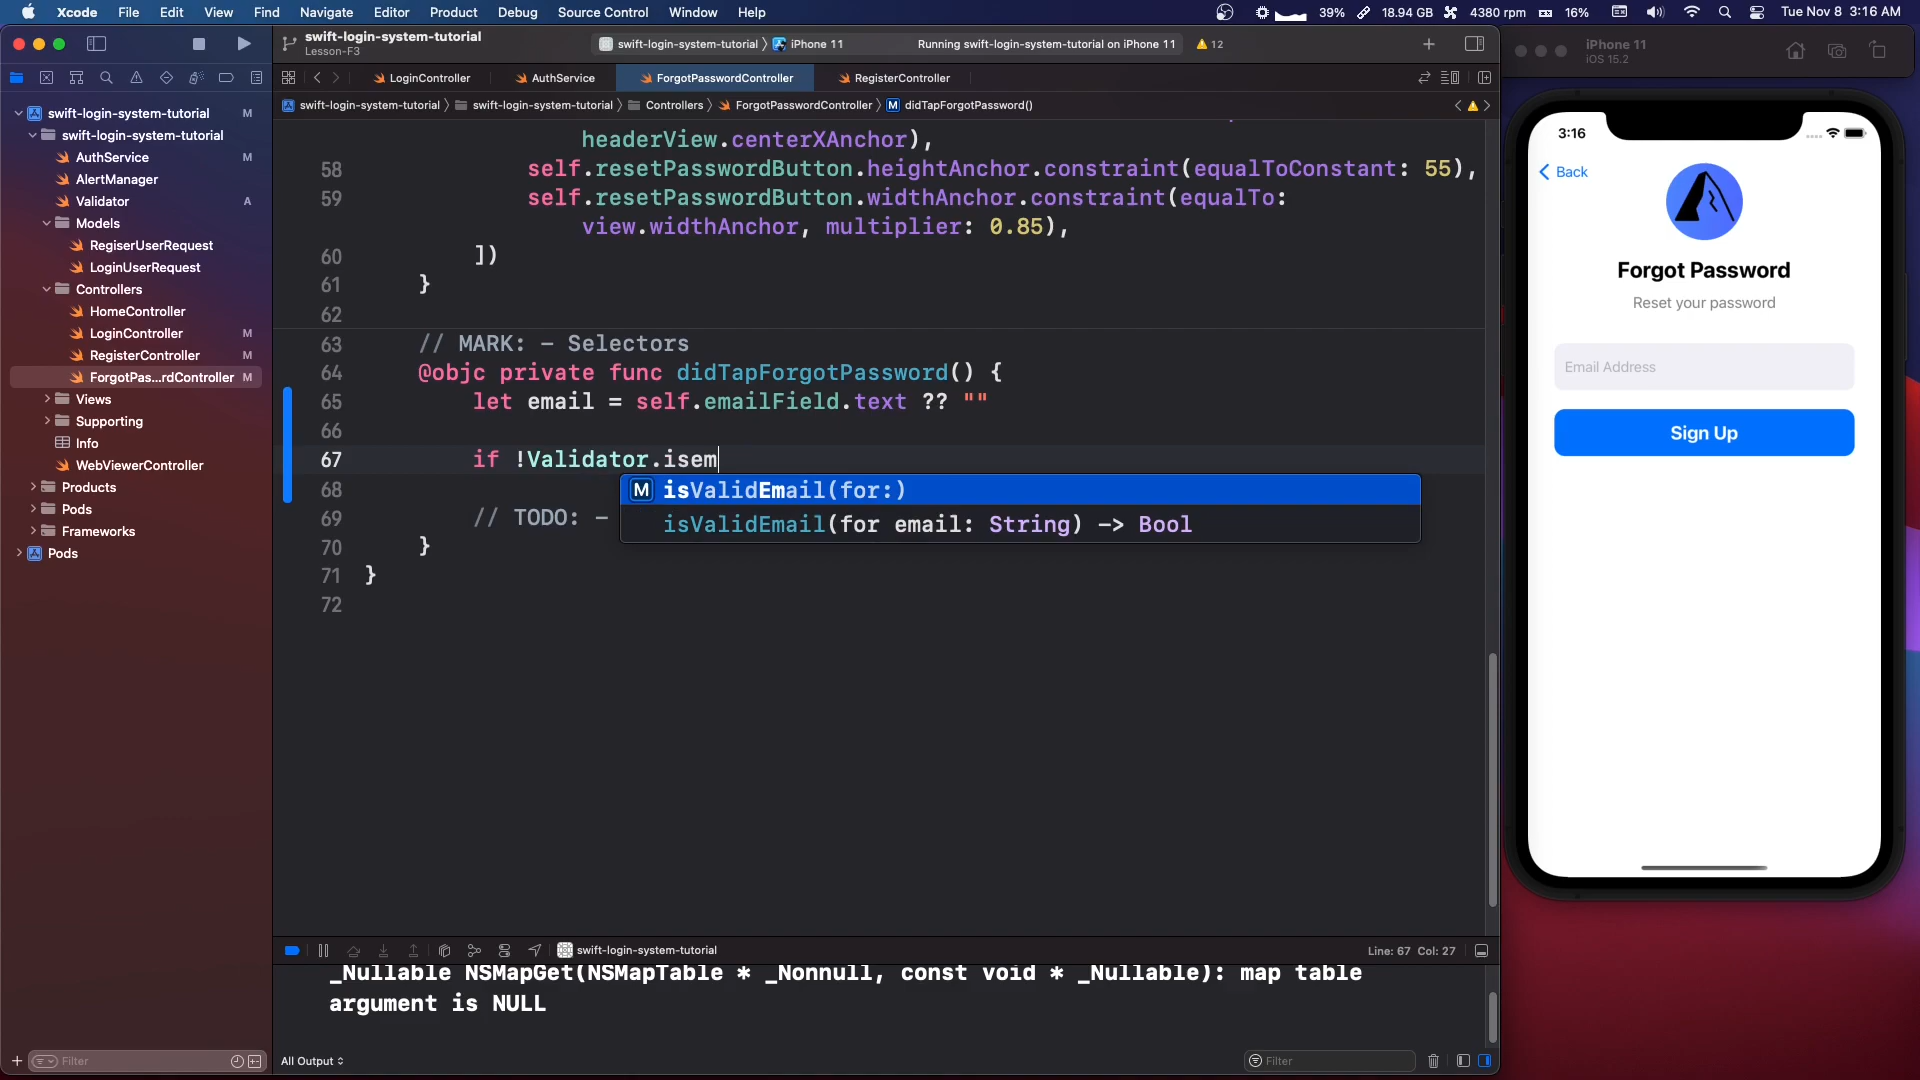 Xcode File Edit View Find Navigate Editor Product Debug Source Control Window Help
39% 18.94 GB 4380 rpm 16% Tue Nov 8 3:16 AM
swift-login-system-tutorial
Lesson-F3
swift-login-system-tutorial iPhone 11
Running swift-login-system-tutorial on iPhone 11
12
iPhone 11
iOS 15.2
LoginController AuthService ForgotPasswordController RegisterController
swift-login-system-tutorial swift-login-system-tutorial Controllers ForgotPasswordController M didTapForgotPassword()
swift-login-system-tutorial M
swift-login-system-tutorial
AuthService M
AlertManager
Validator A
Models
RegiserUserRequest
LoginUserRequest
Controllers
HomeController
LoginController M
RegisterController M
ForgotPas...rdController M
Views
Supporting
Info
WebViewerController
Products
Pods
Frameworks
Pods
Filter
headerView.centerXAnchor),
58 self.resetPasswordButton.heightAnchor.constraint(equalToConstant: 55),
59 self.resetPasswordButton.widthAnchor.constraint(equalTo:
view.widthAnchor, multiplier: 0.85),
60 ])
61 }
62
63 // MARK: - Selectors
64 @objc private func didTapForgotPassword() {
65 let email = self.emailField.text ?? ""
66
67 if !Validator.isem
68
69 // TODO: -
70 }
71 }
72
M isValidEmail(for:)
isValidEmail(for email: String) -> Bool
swift-login-system-tutorial
Line: 67 Col: 27
_Nullable NSMapGet(NSMapTable * _Nonnull, const void * _Nullable): map table
argument is NULL
All Output
Filter
3:16
Back
Forgot Password
Reset your password
Email Address
Sign Up